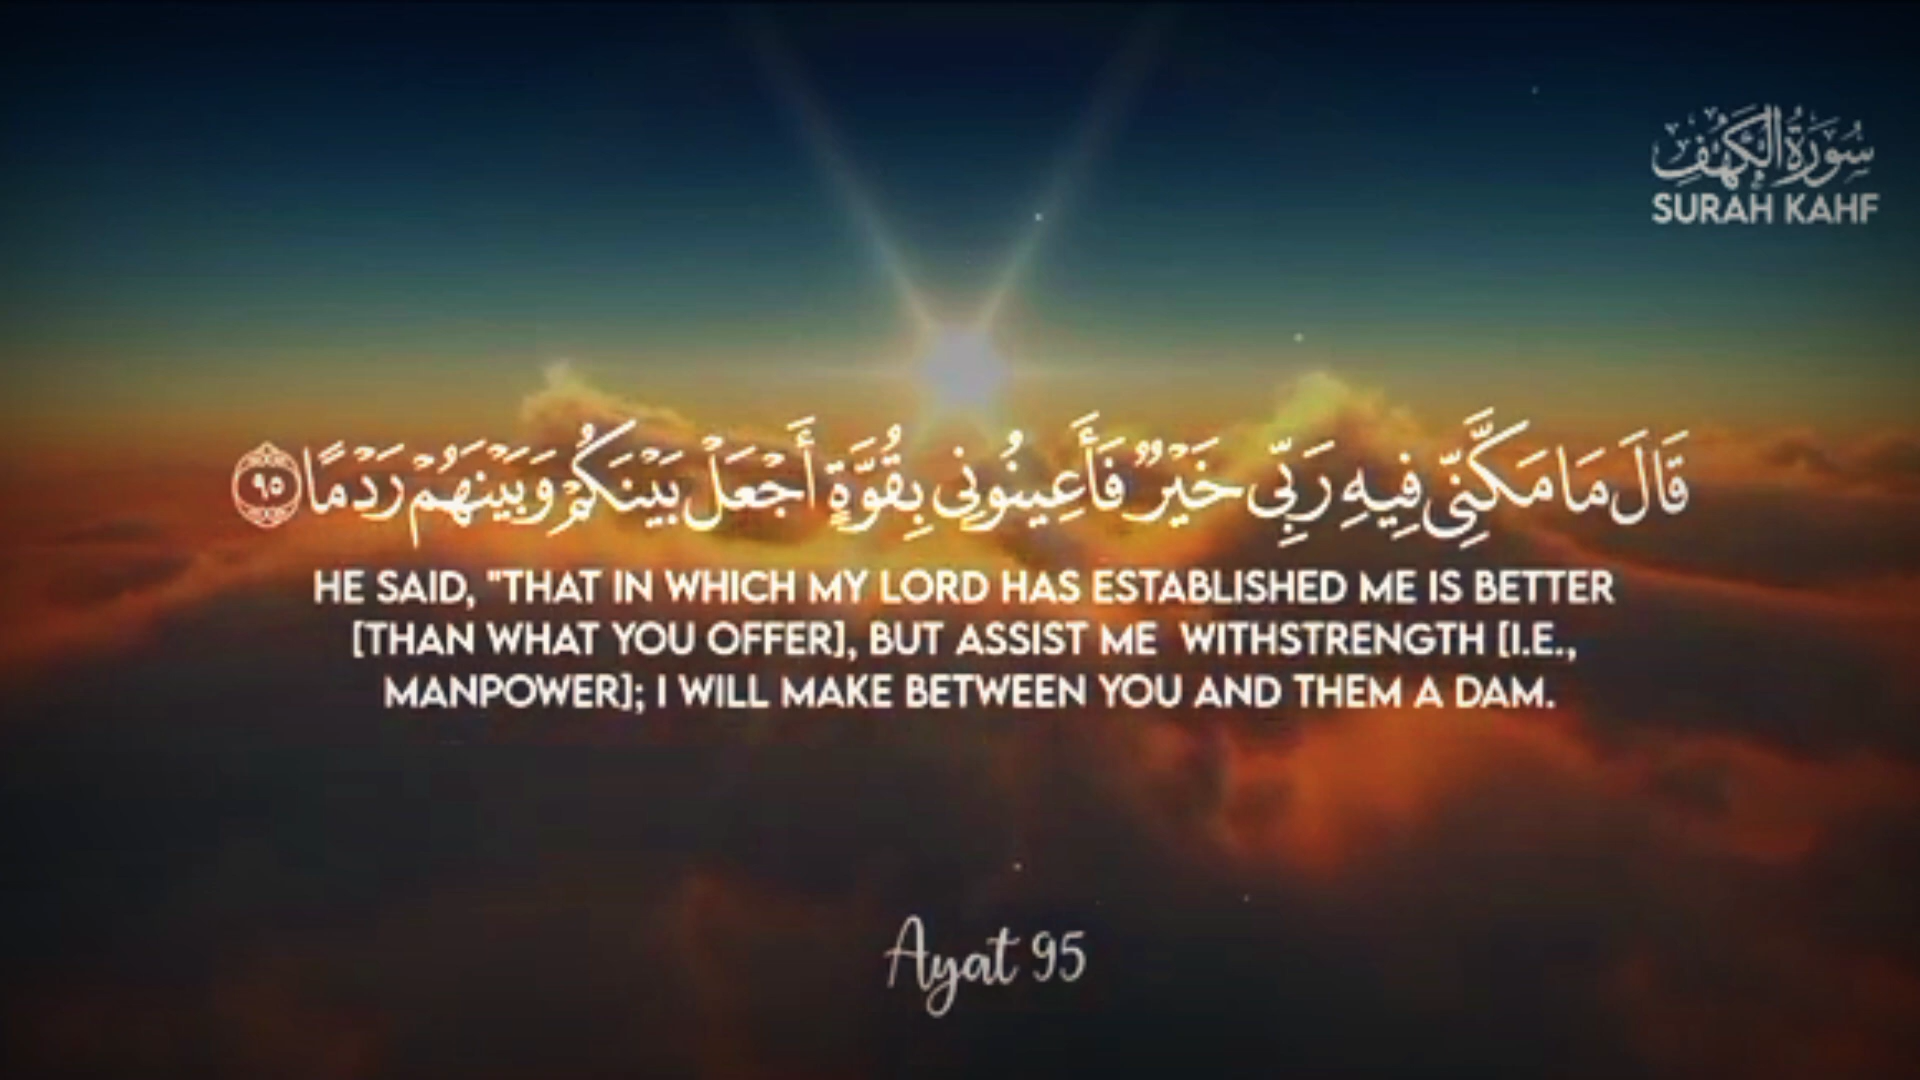 سُورَةُ الْكَهْفِ
SURAH KAHF
قَالَ مَا مَكَّنِّى فِيهِ رَبِّى خَيْرٌ فَأَعِينُونِى بِقُوَّةٍ أَجْعَلْ بَيْنَكُمْ وَبَيْنَهُمْ رَدْمًا ٩٥
HE SAID, "THAT IN WHICH MY LORD HAS ESTABLISHED ME IS BETTER
[THAN WHAT YOU OFFER], BUT ASSIST ME WITHSTRENGTH [I.E.,
MANPOWER]; I WILL MAKE BETWEEN YOU AND THEM A DAM.
Ayat 95